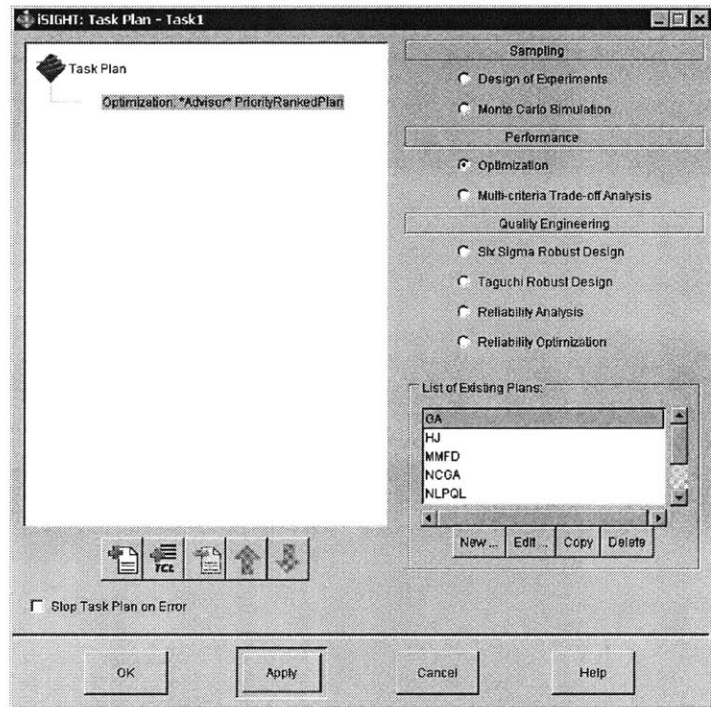 iSIGHT: Task Plan - Task1
Task Plan
Optimization: *Advisor* PriorityRankedPlan
Sampling
Design of Experiments
Monte Carlo Simulation
Performance
Optimization
Multi-criteria Trade-off Analysis
Quality Engineering
Six Sigma Robust Design
Taguchi Robust Design
Reliability Analysis
Reliability Optimization
List of Existing Plans:
GA
HJ
MMFD
NCGA
NLPQL
New ... Edit ... Copy Delete
TCL
Stop Task Plan on Error
OK Apply Cancel Help